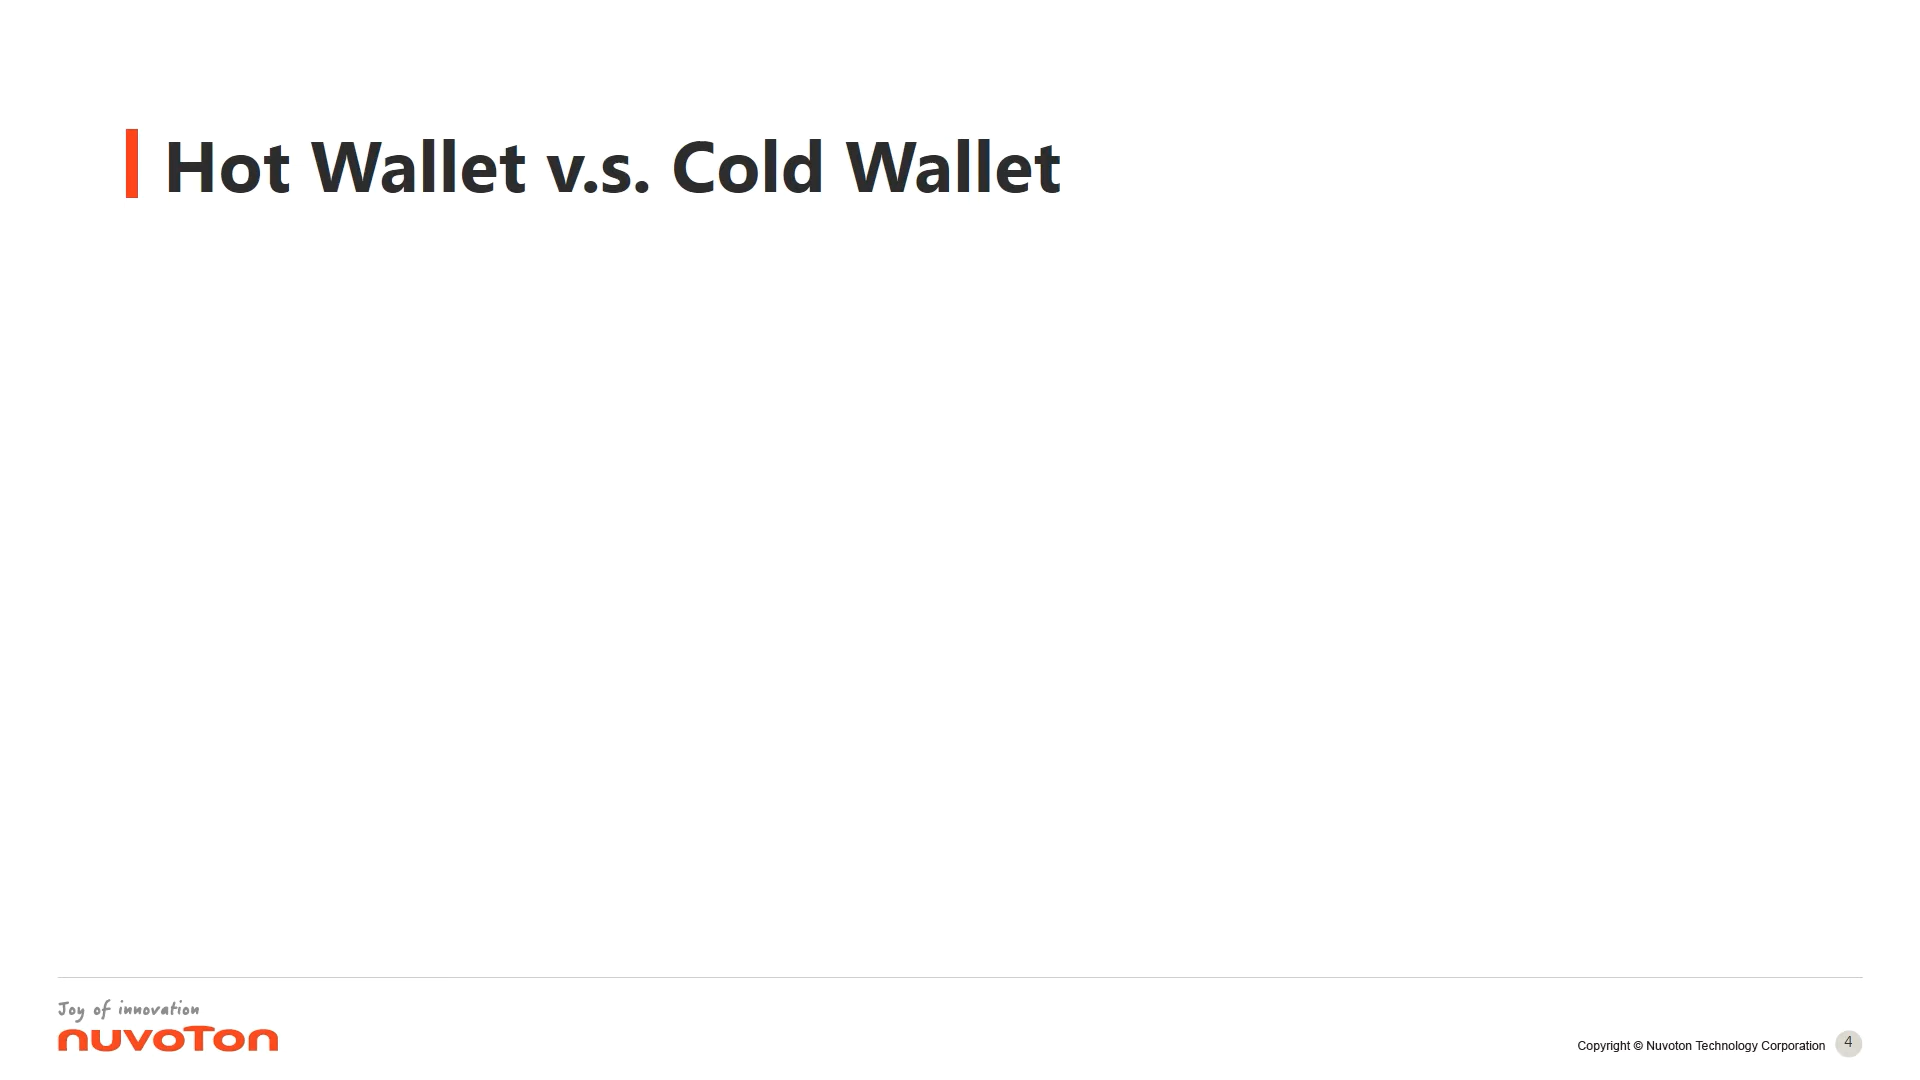 Hot Wallet v.s. Cold Wallet
Joy of innovation
nuvoTon
Copyright © Nuvoton Technology Corporation 4